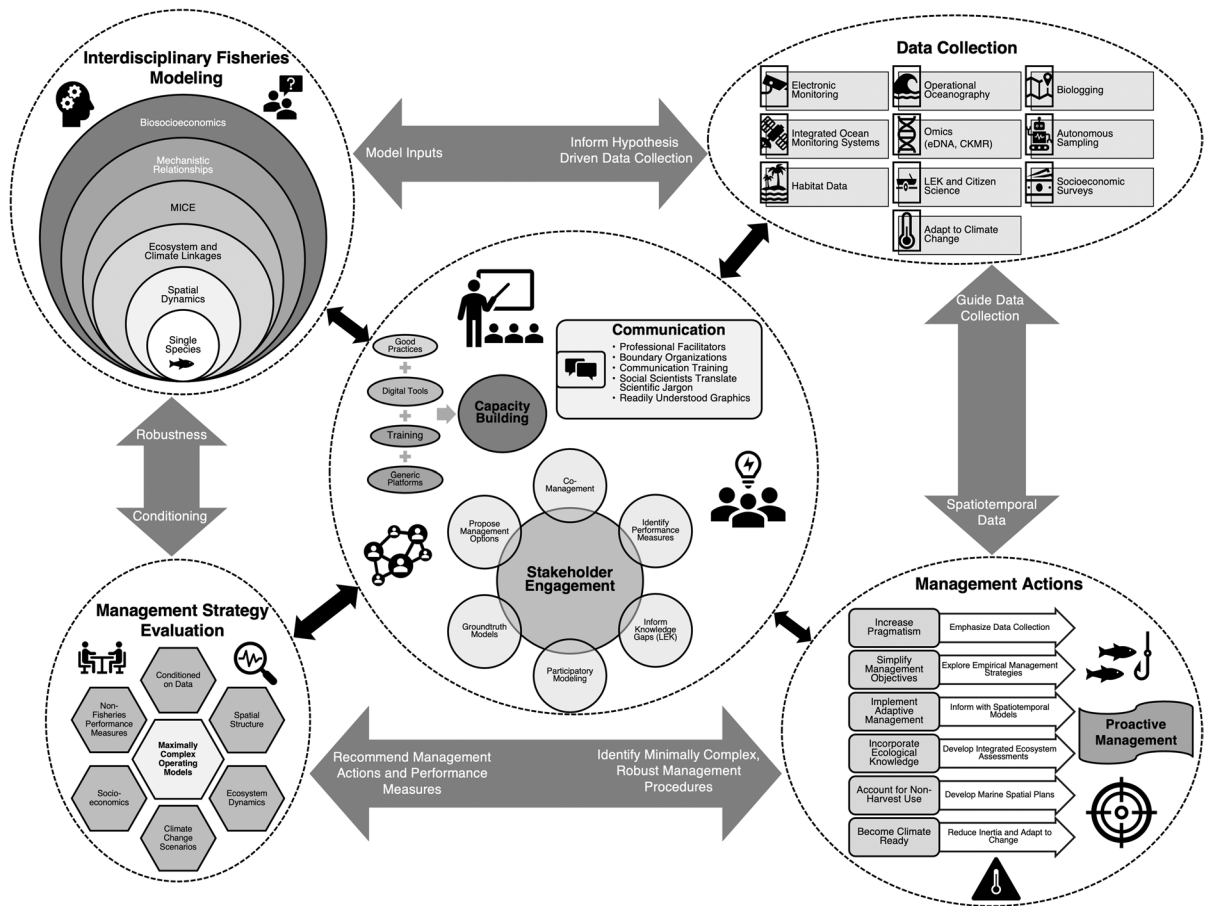 Interdisciplinary Fisheries
Modeling
Biosocioeconomics
Mechanistic
Relationships
MICE
Ecosystem and
Climate Linkages
Spatial
Dynamics
Single
Species
Model Inputs
Inform Hypothesis
Driven Data Collection
Data Collection
Electronic
Monitoring
Operational
Oceanography
Biologging
Integrated Ocean
Monitoring Systems
Omics
(eDNA, CKMR)
Autonomous
Sampling
Habitat Data
LEK and Citizen
Science
Socioeconomic
Surveys
Adapt to Climate
Change
Robustness
Conditioning
Good
Practices
+
Digital Tools
+
Training
+
Generic
Platforms
Capacity
Building
Communication
• Professional Facilitators
• Boundary Organizations
• Communication Training
• Social Scientists Translate
Scientific Jargon
• Readily Understood Graphics
Stakeholder
Engagement
Co-
Management
Identify
Performance
Measures
Inform
Knowledge
Gaps (LEK)
Participatory
Modeling
Groundtruth
Models
Propose
Management
Options
Guide Data
Collection
Spatiotemporal
Data
Management Strategy
Evaluation
Conditioned
on Data
Non-
Fisheries
Performance
Measures
Spatial
Structure
Maximally
Complex
Operating
Models
Socio-
economics
Ecosystem
Dynamics
Climate
Change
Scenarios
Recommend Management
Actions and Performance
Measures
Identify Minimally Complex,
Robust Management
Procedures
Management Actions
Increase
Pragmatism
Emphasize Data Collection
Simplify
Management
Objectives
Explore Empirical Management
Strategies
Implement
Adaptive
Management
Inform with Spatiotemporal
Models
Incorporate
Ecological
Knowledge
Develop Integrated Ecosystem
Assessments
Account for Non-
Harvest Use
Develop Marine Spatial Plans
Become Climate
Ready
Reduce Inertia and Adapt to
Change
Proactive
Management
?